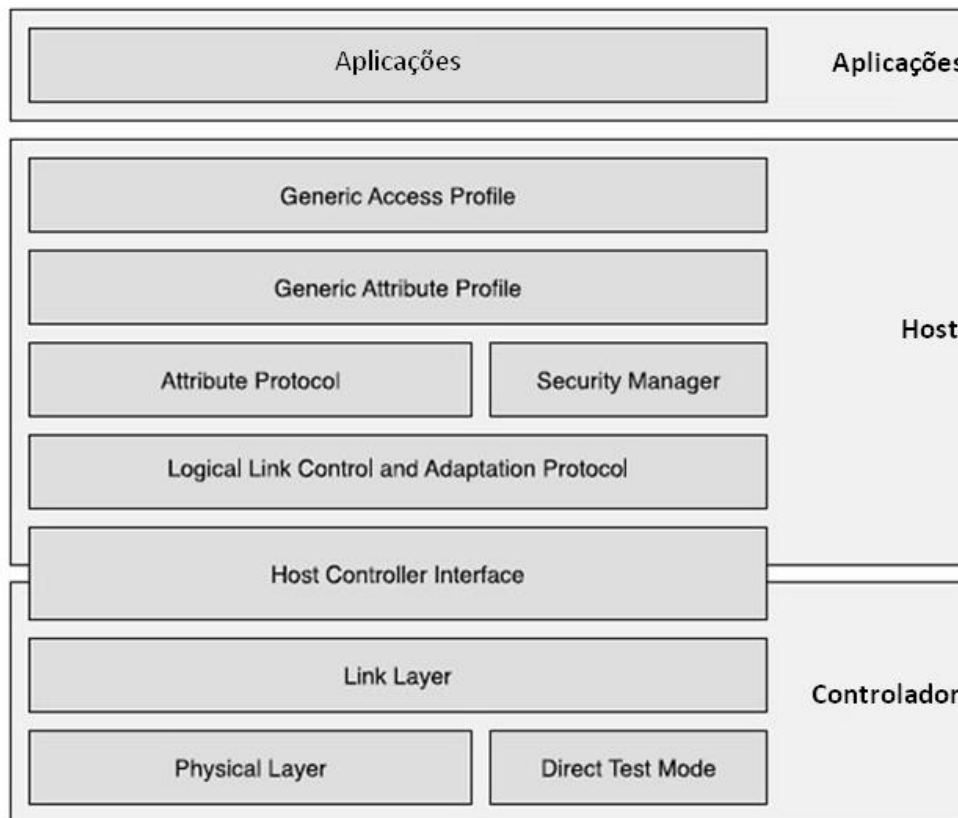 Aplicações
Aplicações
Generic Access Profile
Generic Attribute Profile
Host
Attribute Protocol
Security Manager
Logical Link Control and Adaptation Protocol
Host Controller Interface
Link Layer
Controlador
Physical Layer
Direct Test Mode